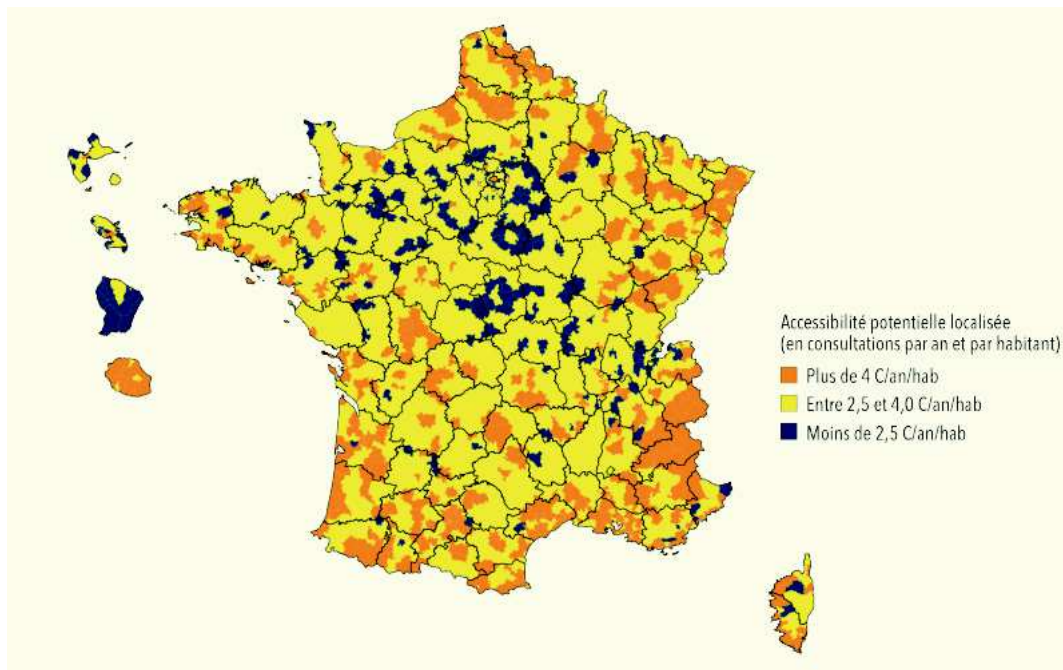 Accessibilité potentielle localisée
(en consultations par an et par habitant)
Plus de 4 C/an/hab
Entre 2,5 et 4,0 C/an/hab
Moins de 2,5 C/an/hab